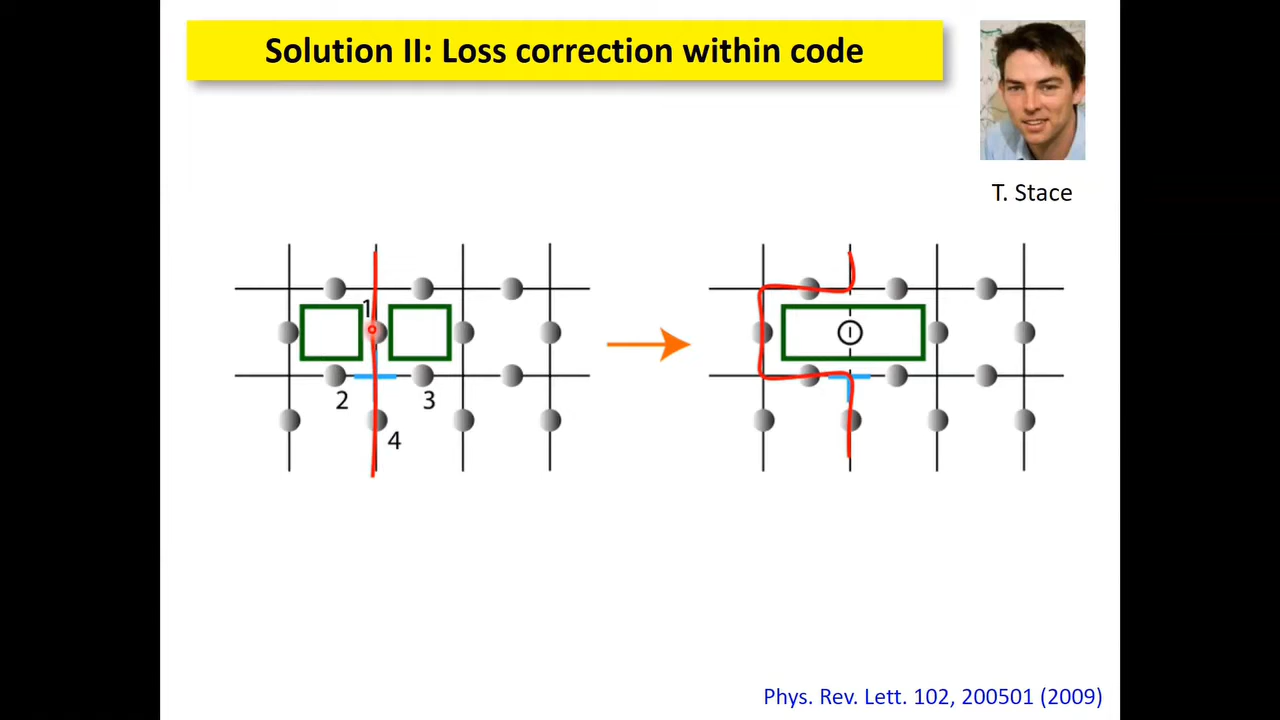 Solution II: Loss correction within code
T. Stace
1
2
3
4
Phys. Rev. Lett. 102, 200501 (2009)